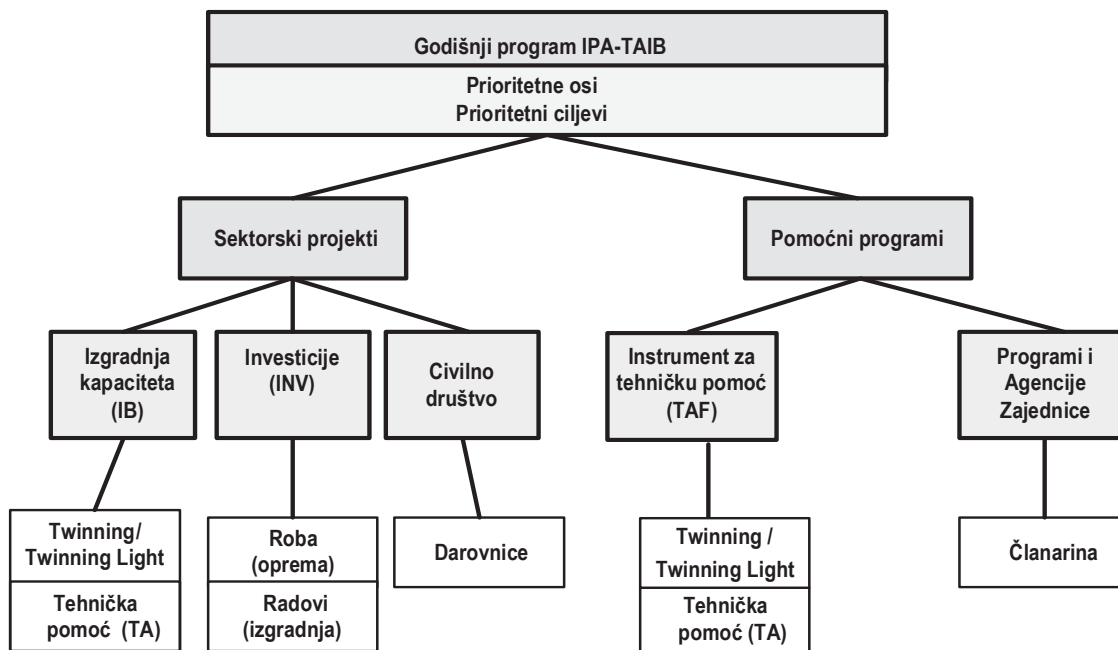 Godišnji program IPA-TAIB
Prioritetne osi
Prioritetni ciljevi
Sektorski projekti
Pomoćni programi
Izgradnja
kapaciteta
(IB)
Investicije
(INV)
Civilno
društvo
Instrument za
tehničku pomoć
(TAF)
Programi i
Agencije
Zajednice
Twinning/
Twinning Light
Tehnička
pomoć (TA)
Roba
(oprema)
Radovi
(izgradnja)
Darovnice
Twinning /
Twinning Light
Tehnička
pomoć (TA)
Članarina